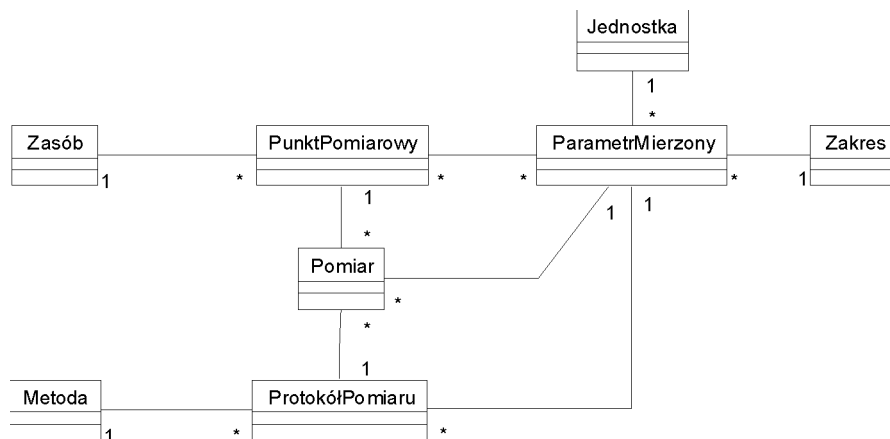 Jednostka
1
*
Zasób
PunktPomiarowy
ParametrMierzony
Zakres
1
*
*
*
*
1
1
1
1
*
Pomiar
*
*
1
Metoda
ProtokółPomiaru
1
*
*